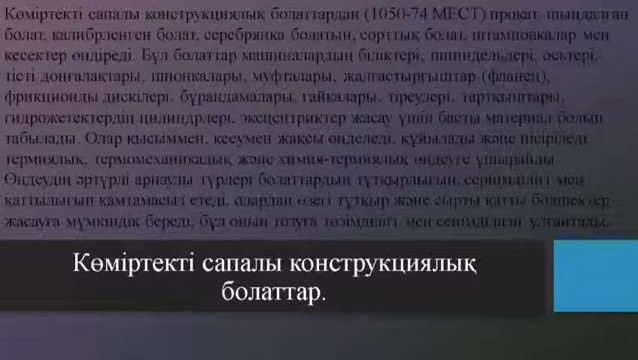 Көміртекті сапалы конструкциялық болаттардан (1050-74 МЕСТ) прокат, шыңдалған
болат, калибрленген болат, серебрянка болатын, сорттық болат, штамповкалар мен
кесектер өндіреді. Бұл болаттар машиналардың біліктері, шпиндельдері, осьтері,
тісті доңғалақтары, шпонкалары, муфталары, жалғастырғыштар (фланец),
фрикционды дискілері, бұрандамалары, гайкалары, тіреулері, тартқыштары,
гидрожетектердің цилиндрлері, эксцентриктер жасау үшін басты материал болып
табылады. Олар қысыммен, кесумен жақсы өңделеді, құйылады және пісіріледі
термиялық, термомеханикалық және химия-термиялық өңдеуге ұшырайды
Өңдеудің әртүрлі арнаулы түрлері болаттардың тұтқырлығын, серпімділігі мен
қаттылығын қамтамасыз етеді, олардан өзегі тұтқыр және сырты қатты бөлшектер
жасауға мүмкіндік береді, бұл оның тозуға төзімділігі мен сенімділігін ұлғайтады.
Көміртекті сапалы конструкциялық
болаттар.